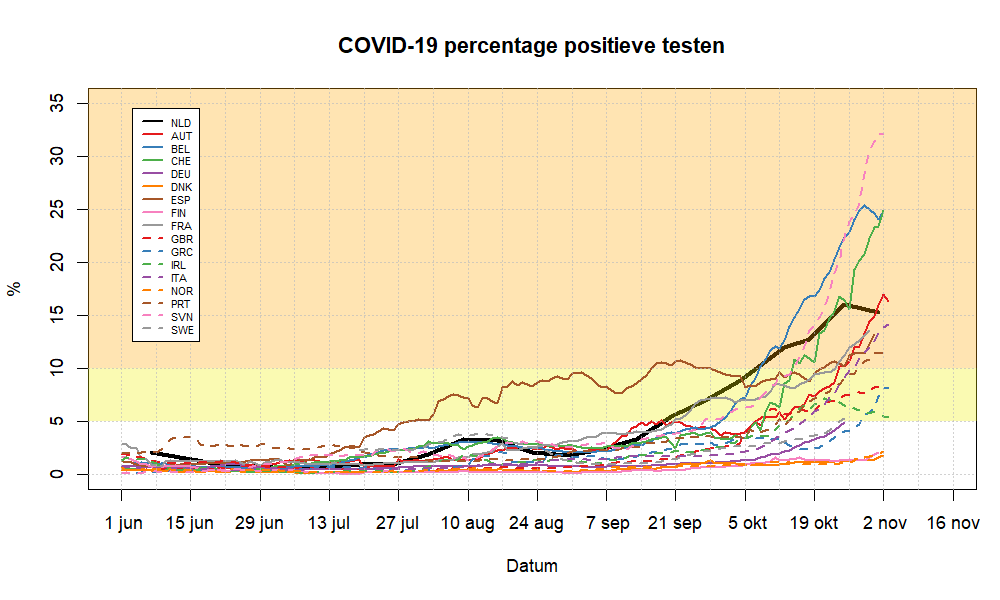 COVID-19 percentage positieve testen
%
35
30
25
20
15
10
5
0
NLD
AUT
BEL
CHE
DEU
DNK
ESP
FIN
FRA
GBR
GRC
IRL
ITA
NOR
PRT
SVN
SWE
1 jun 15 jun 29 jun 13 jul 27 jul 10 aug 24 aug 7 sep 21 sep 5 okt 19 okt 2 nov 16 nov
Datum